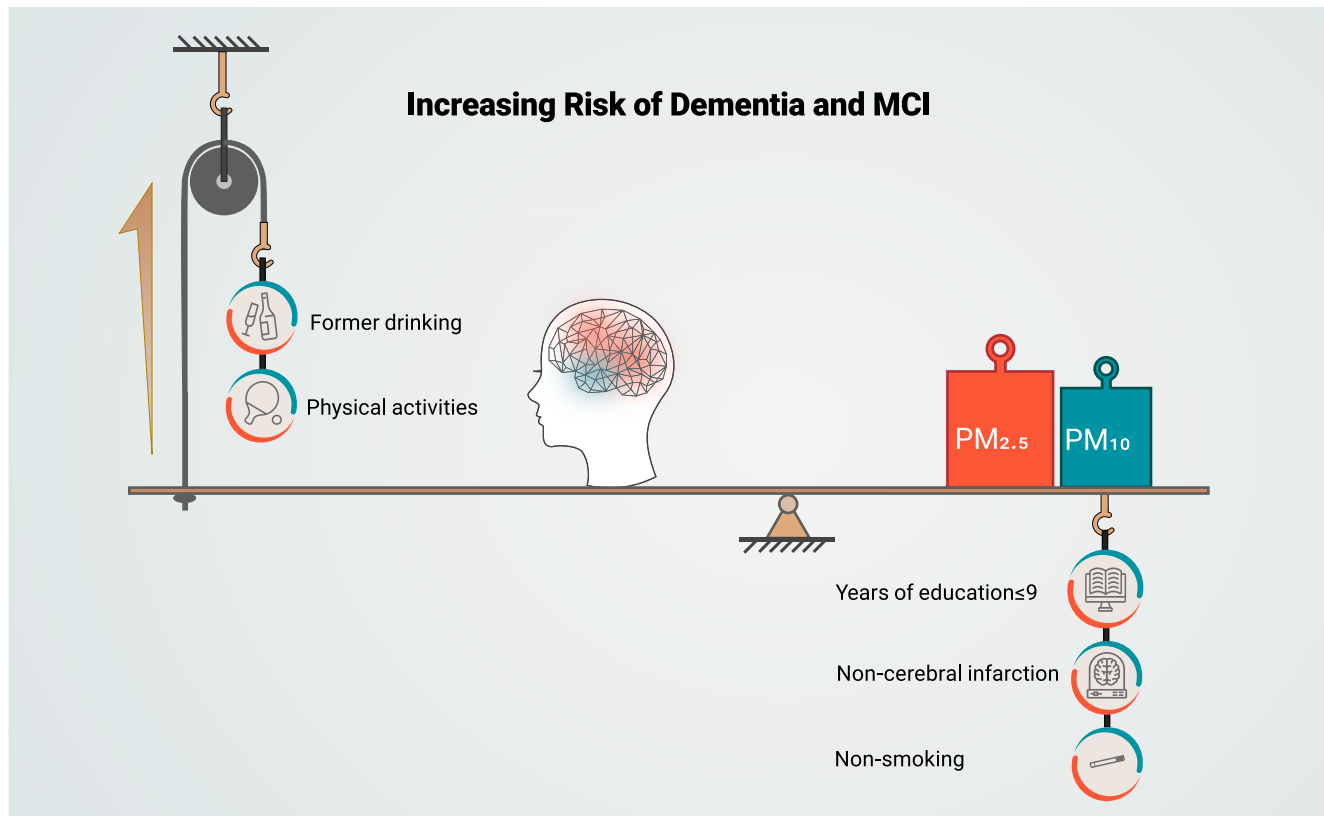 Increasing Risk of Dementia and MCI
Former drinking
Physical activities
PM₂.₅
PM₁₀
Years of education≤9
Non-cerebral infarction
Non-smoking